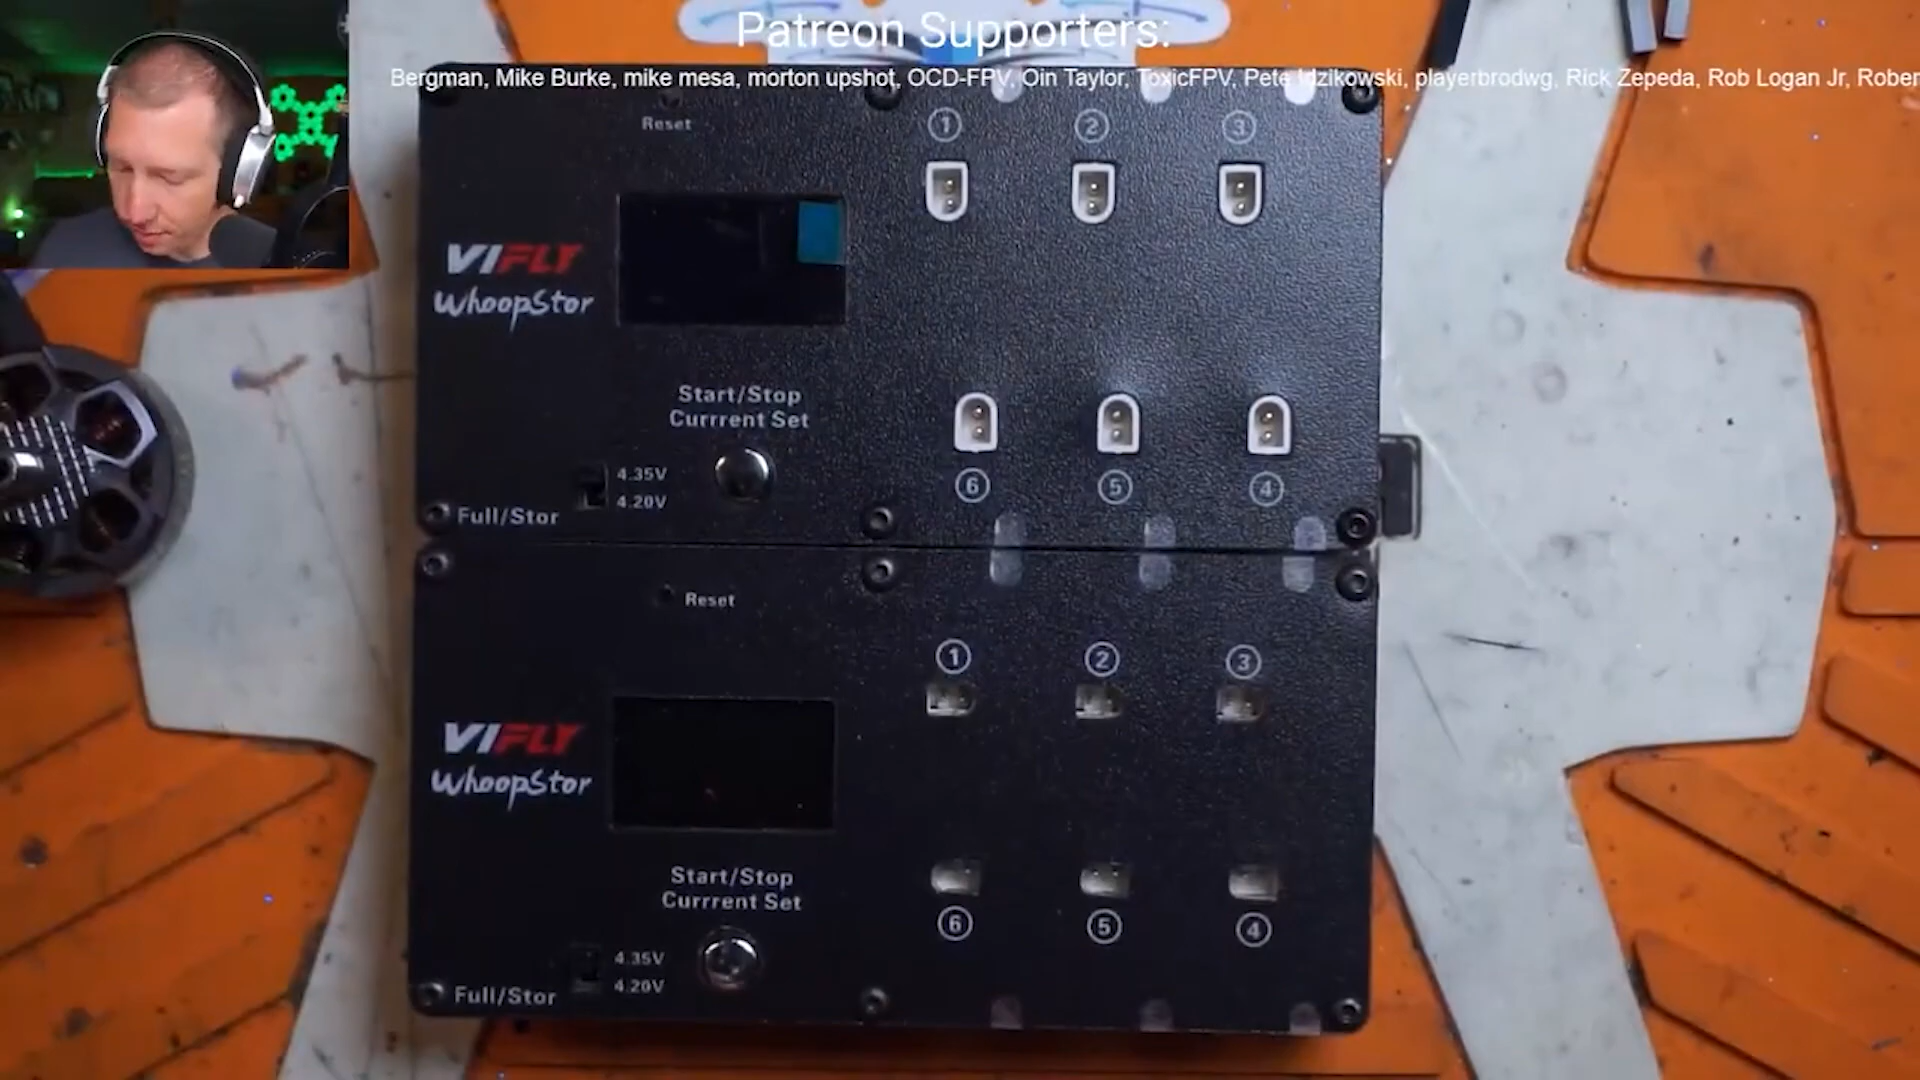 Patreon Supporters:
Bergman, Mike Burke, mike mesa, morton upshot, OCD-FPV, Oin Taylor, ToxicFPV, Pete Idzikowski, playerbrodwg, Rick Zepeda, Rob Logan Jr, Rober
Reset
1 2 3
VIFLY
WhoopStor
Start/Stop
Currrent Set
4.35V
4.20V
Full/Stor
6 5 4
Reset
1 2 3
VIFLY
WhoopStor
Start/Stop
Currrent Set
4.35V
4.20V
Full/Stor
6 5 4